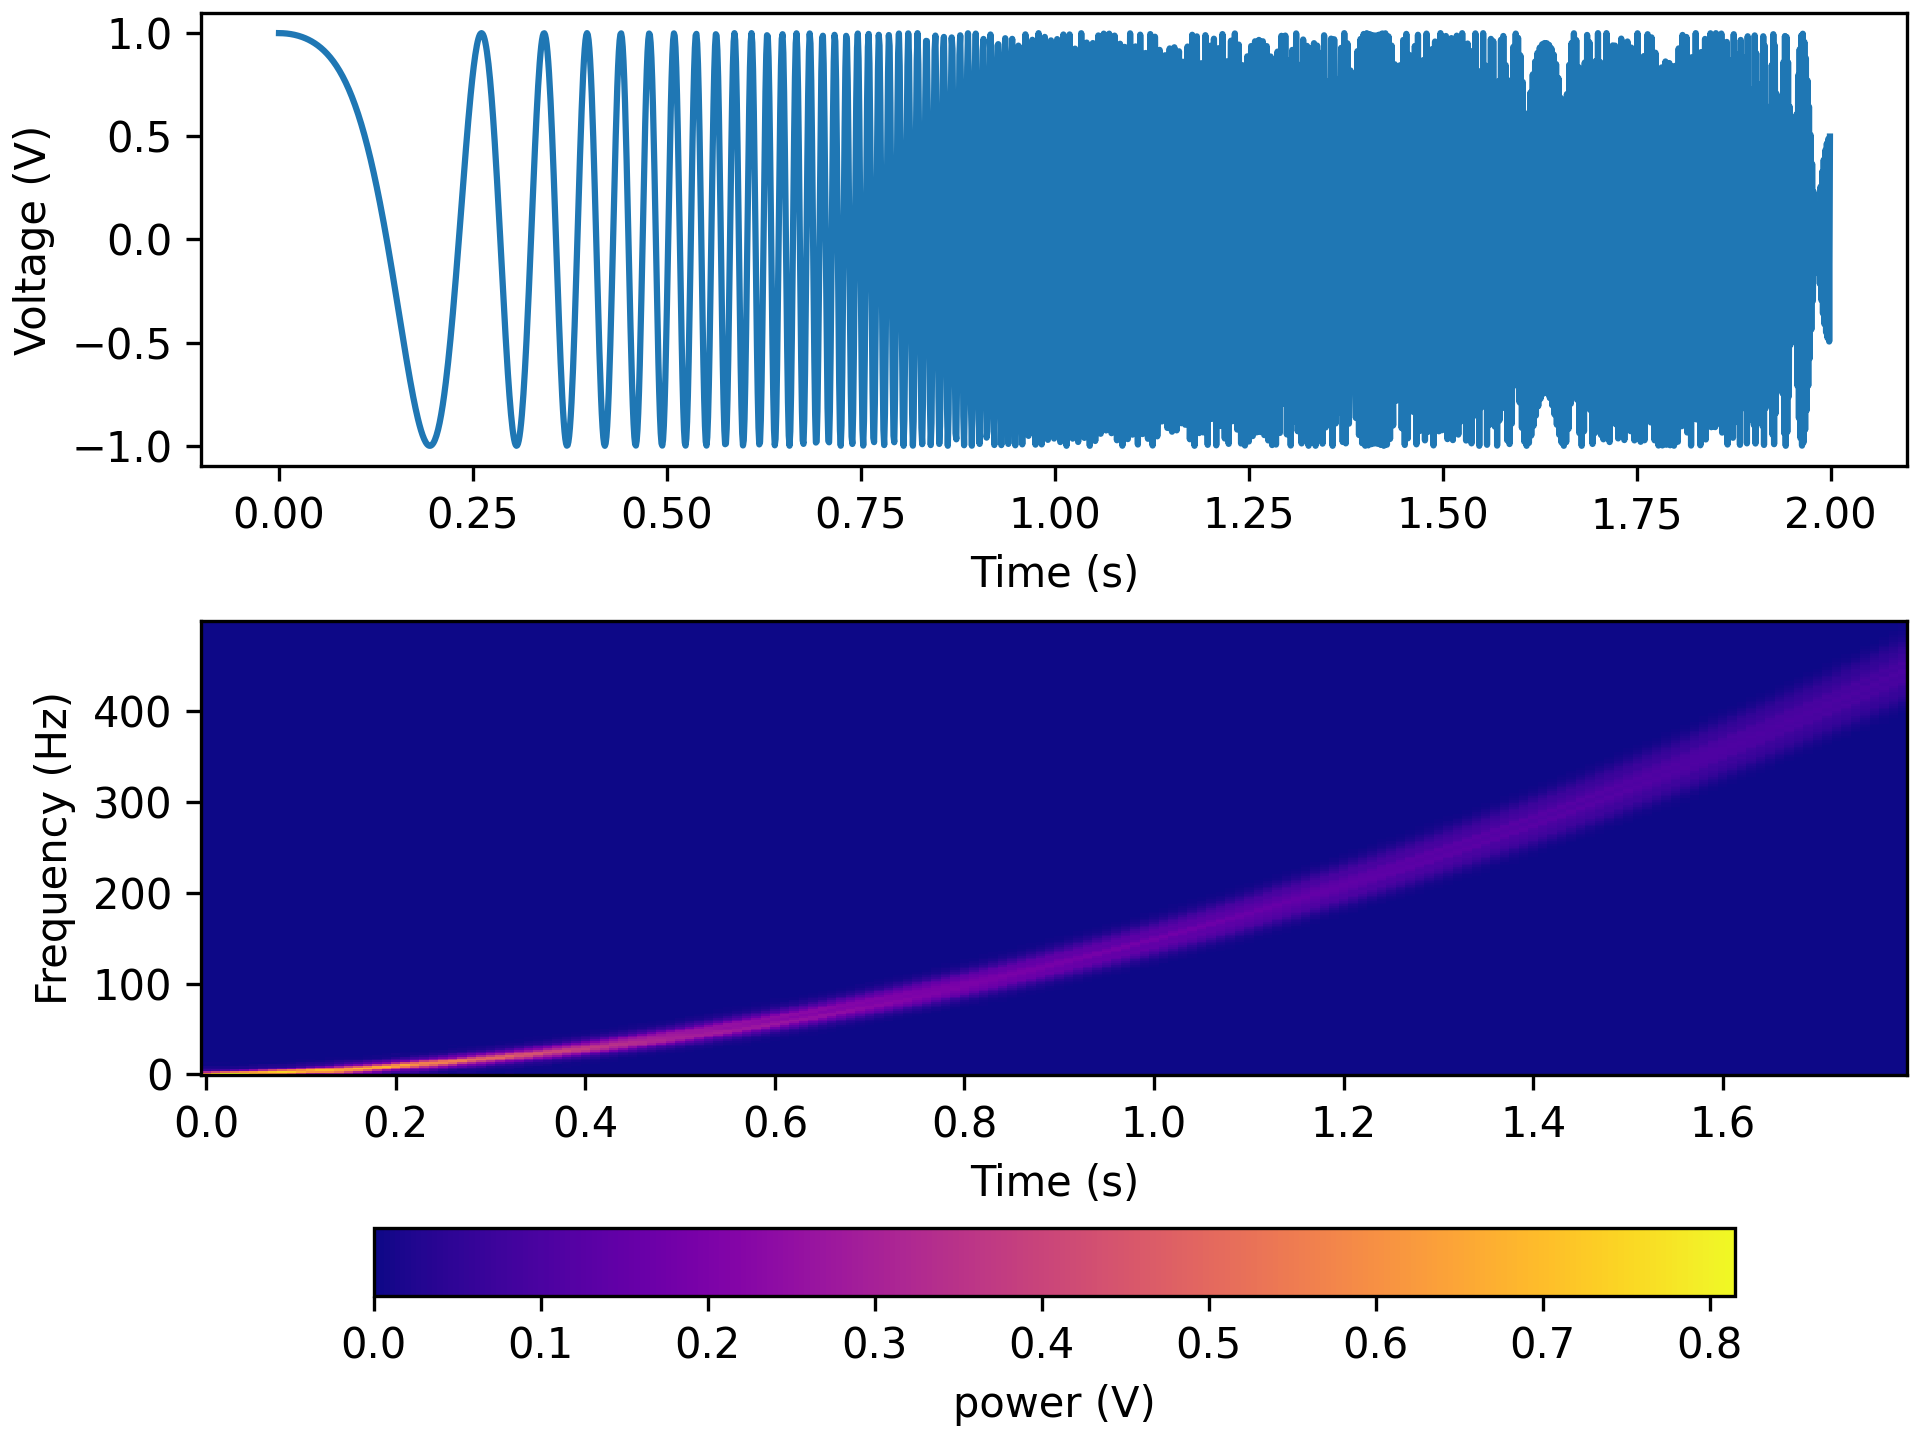 1.0
0.5
0.0
−0.5
−1.0
Voltage (V)
0.00 0.25 0.50 0.75 1.00 1.25 1.50 1.75 2.00
Time (s)
400
300
200
100
0
Frequency (Hz)
0.0 0.2 0.4 0.6 0.8 1.0 1.2 1.4 1.6
Time (s)
0.0 0.1 0.2 0.3 0.4 0.5 0.6 0.7 0.8
power (V)